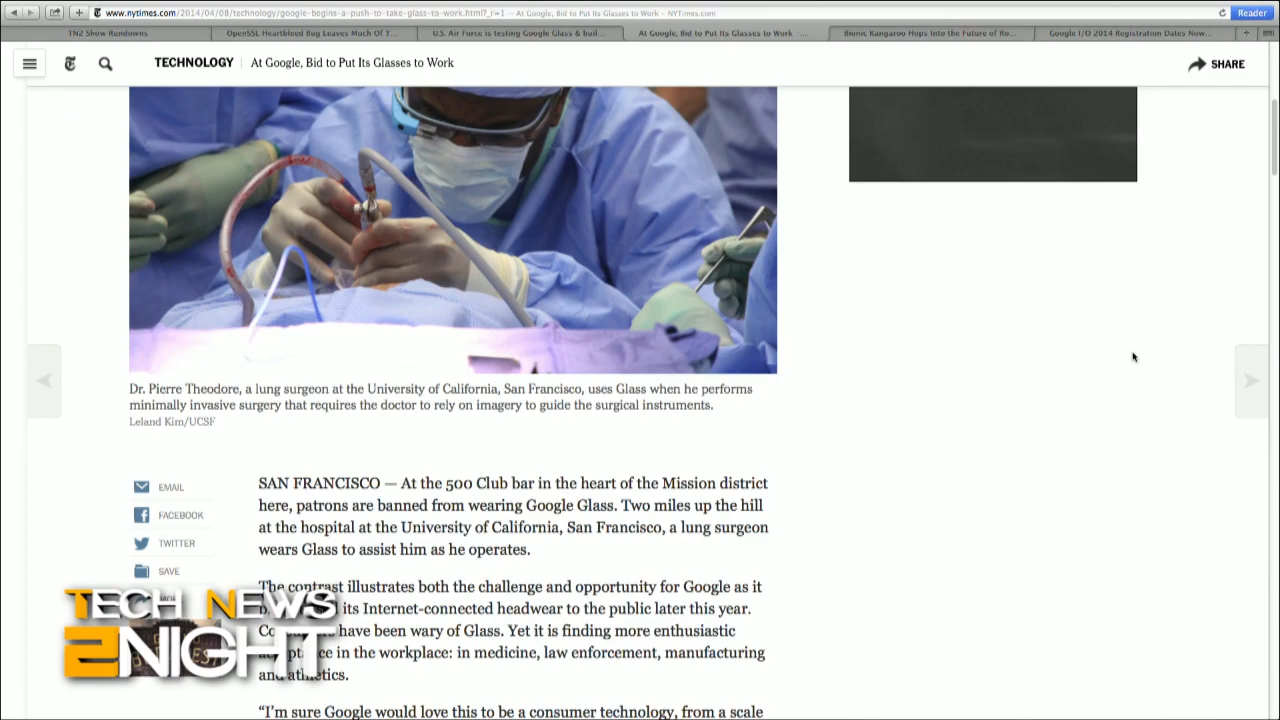 www.nytimes.com/2014/04/08/technology/google-begins-a-push-to-take-glass-to-work.html?_r=1 — At Google, Bid to Put Its Glasses to Work – NYTimes.com
Reader
TN2 Show Rundowns
OpenSSL Heartbleed Bug Leaves Much Of T...
U.S. Air Force is testing Google Glass & buil...
At Google, Bid to Put Its Glasses to Work - ...
Bionic Kangaroo Hops Into the Future of Ro...
Google I/O 2014 Registration Dates Now...
TECHNOLOGY
At Google, Bid to Put Its Glasses to Work
SHARE
Dr. Pierre Theodore, a lung surgeon at the University of California, San Francisco, uses Glass when he performs
minimally invasive surgery that requires the doctor to rely on imagery to guide the surgical instruments.
Leland Kim/UCSF
EMAIL
FACEBOOK
TWITTER
SAVE
SAN FRANCISCO — At the 500 Club bar in the heart of the Mission district
here, patrons are banned from wearing Google Glass. Two miles up the hill
at the hospital at the University of California, San Francisco, a lung surgeon
wears Glass to assist him as he operates.
The contrast illustrates both the challenge and opportunity for Google as it
its Internet-connected headwear to the public later this year.
have been wary of Glass. Yet it is finding more enthusiastic
in the workplace: in medicine, law enforcement, manufacturing
and athletics.
“I’m sure Google would love this to be a consumer technology, from a scale
TECH NEWS
2NIGHT